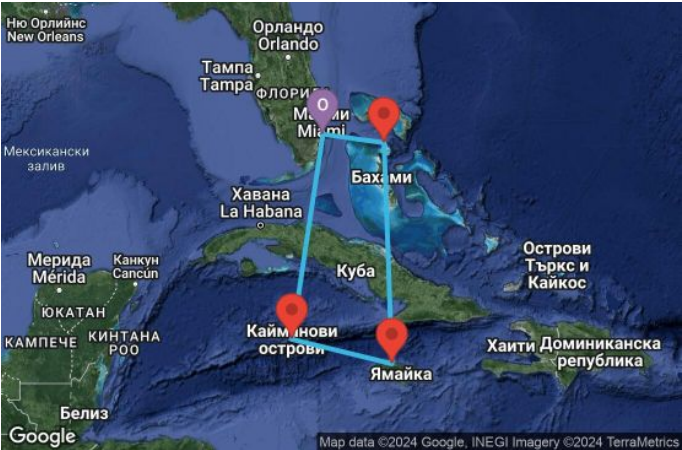 Ню Орлийнс
New Orleans
Орландо
Orlando
Тампа
Tampa
ФЛОРИДА
O
Маями
Miami
Мексикански
залив
Бахами
Хавана
La Habana
Мерида
Mérida
Канкун
Cancún
Куба
Острови
Търкс и
Кайкос
ЮКАТАН
КАМПЕЧЕ
КИНТАНА
РОО
Кайманови
острови
Хаити
Доминиканска
република
Ямайка
Белиз
Google
Map data ©2024 Google, INEGI Imagery ©2024 TerraMetrics